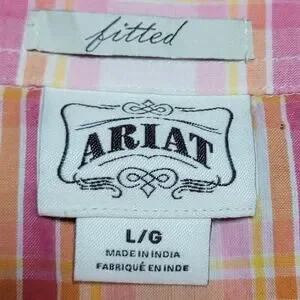 fitted
ARIAT
L/G
MADE IN INDIA
FABRIQUÉ EN INDE